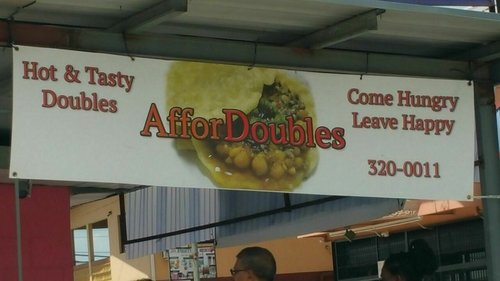 Hot & Tasty
Doubles
AfforDoubles
Come Hungry
Leave Happy
320-0011